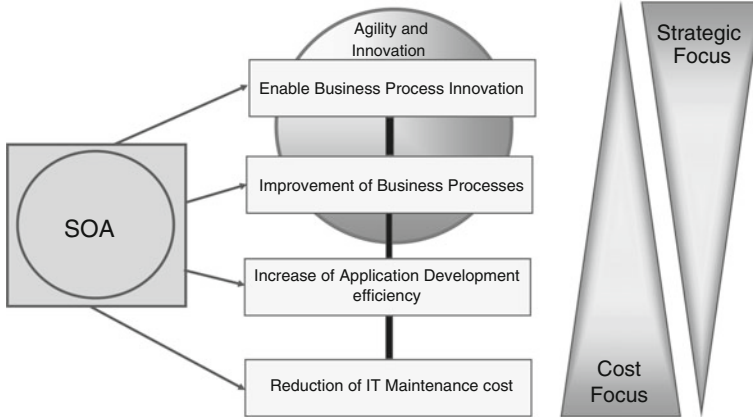 Agility and
Innovation
Strategic
Focus
Enable Business Process Innovation
Improvement of Business Processes
SOA
Increase of Application Development
efficiency
Reduction of IT Maintenance cost
Cost
Focus